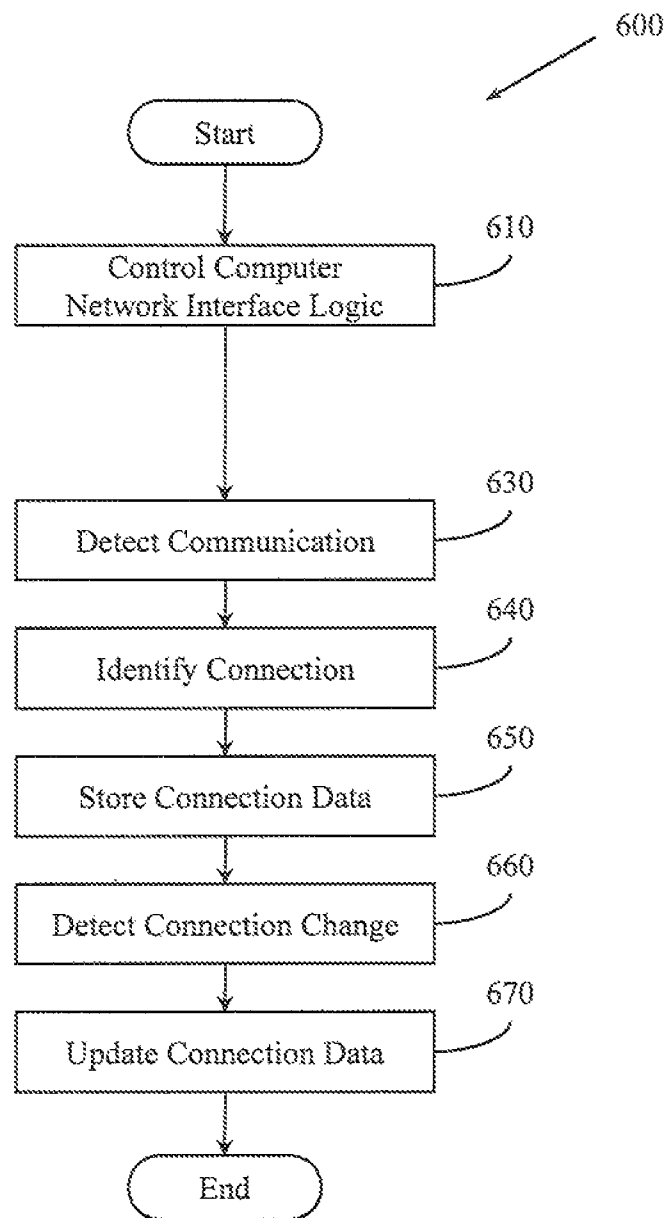 600
Start
610
Control Computer
Network Interface Logic
630
Detect Communication
640
Identify Connection
650
Store Connection Data
660
Detect Connection Change
670
Update Connection Data
End